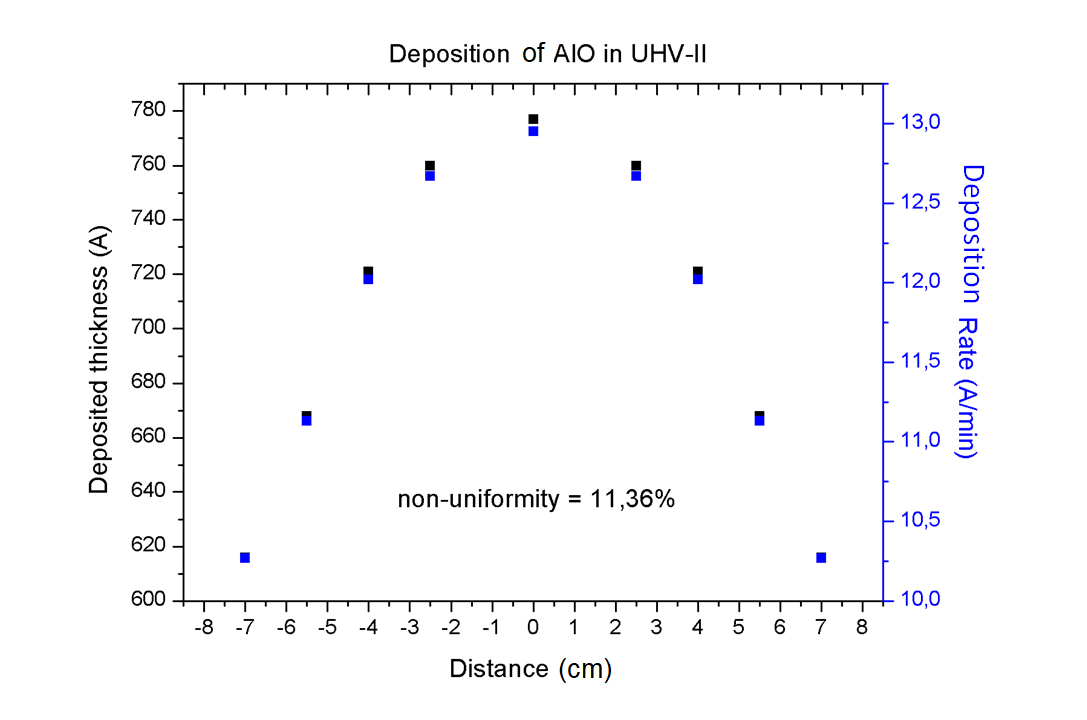 Deposition of AlO in UHV-II
Deposited thickness (A)
780
760
740
720
700
680
660
640
620
600
13,0
12,5
12,0
11,5
11,0
10,5
10,0
Deposition Rate (A/min)
non-uniformity = 11,36%
-8 -7 -6 -5 -4 -3 -2 -1 0 1 2 3 4 5 6 7 8
Distance (cm)